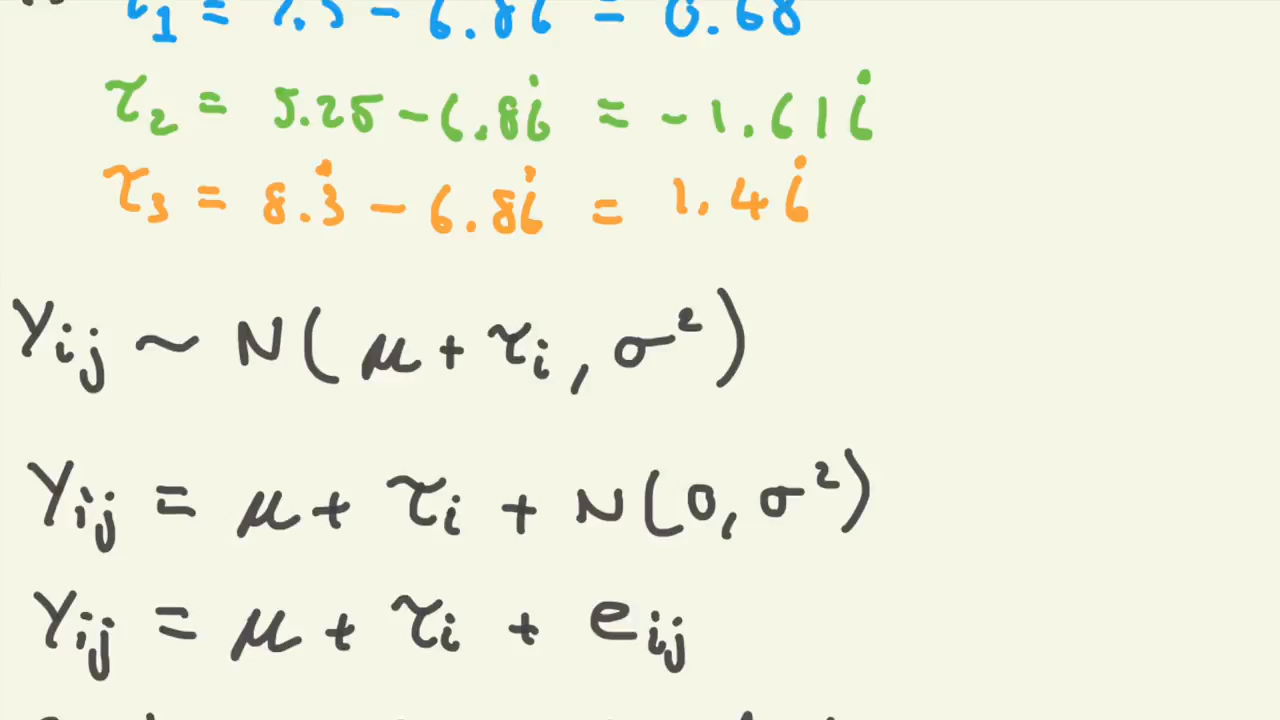 τ₂ = 5.25 - 6.86̇ = -1.616̇
τ₃ = 8.3̇ - 6.86̇ = 1.46̇
Yᵢⱼ ~ N(μ + τᵢ, σ²)
Yᵢⱼ = μ + τᵢ + N(0, σ²)
Yᵢⱼ = μ + τᵢ + eᵢⱼ